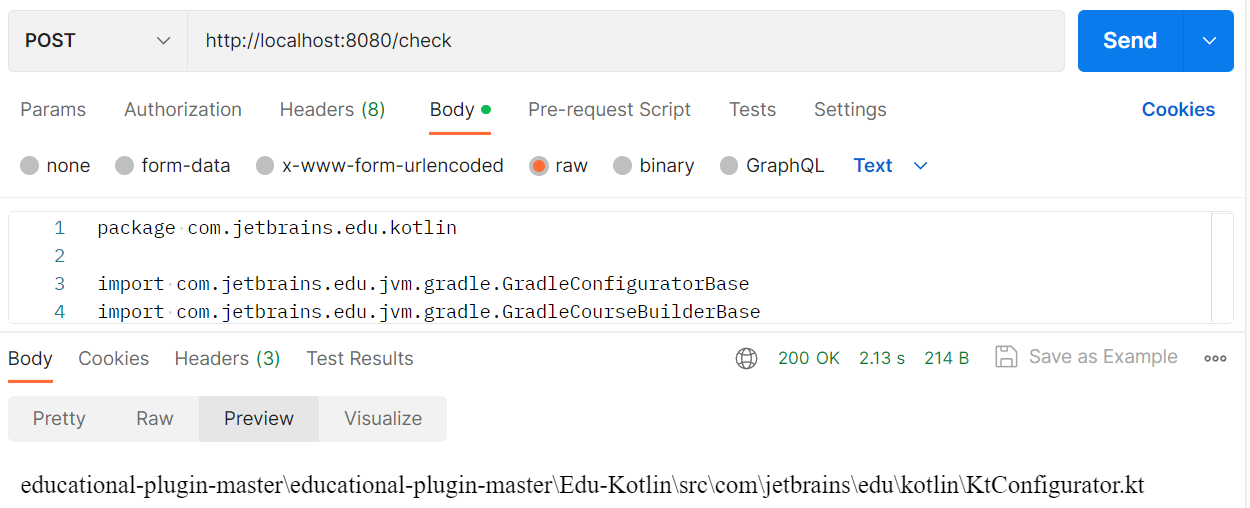 POST http://localhost:8080/check Send
Params Authorization Headers (8) Body Pre-request Script Tests Settings Cookies
none form-data x-www-form-urlencoded raw binary GraphQL Text
1 package com.jetbrains.edu.kotlin
2
3 import com.jetbrains.edu.jvm.gradle.GradleConfiguratorBase
4 import com.jetbrains.edu.jvm.gradle.GradleCourseBuilderBase
Body Cookies Headers (3) Test Results 200 OK 2.13 s 214 B Save as Example
Pretty Raw Preview Visualize
educational-plugin-master\educational-plugin-master\Edu-Kotlin\src\com\jetbrains\edu\kotlin\KtConfigurator.kt